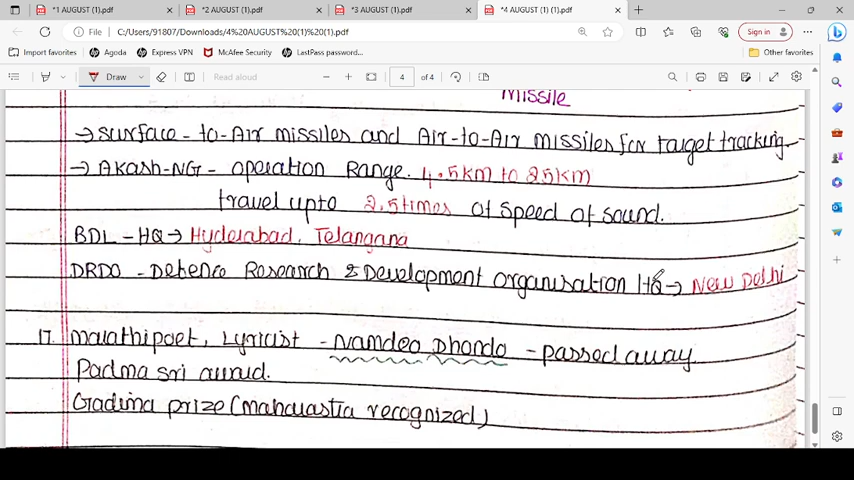 *1 AUGUST (1).pdf
*2 AUGUST (1).pdf
*3 AUGUST (1).pdf
*4 AUGUST (1) (1).pdf
File
C:/Users/91807/Downloads/4%20AUGUST%20(1)%20(1).pdf
Sign in
Import favorites
Agoda
Express VPN
McAfee Security
LastPass password...
Other favorites
Draw
Read aloud
4 of 4
Missile
→ Surface-to-Air missiles and Air-to-Air missiles for target tracking.
→ Akash-NG - operation Range. 4.5km to 25km
travel upto 2.5times of speed of sound.
BDL - HQ → Hyderabad, Telangana
DRDO - Defence Research & Development organisation HQ → New Delhi
17. Marathi poet, Lyricist - Namdeo Dhondo - passed away
Padma sri award.
Gradima prize (Maharastra recognized)